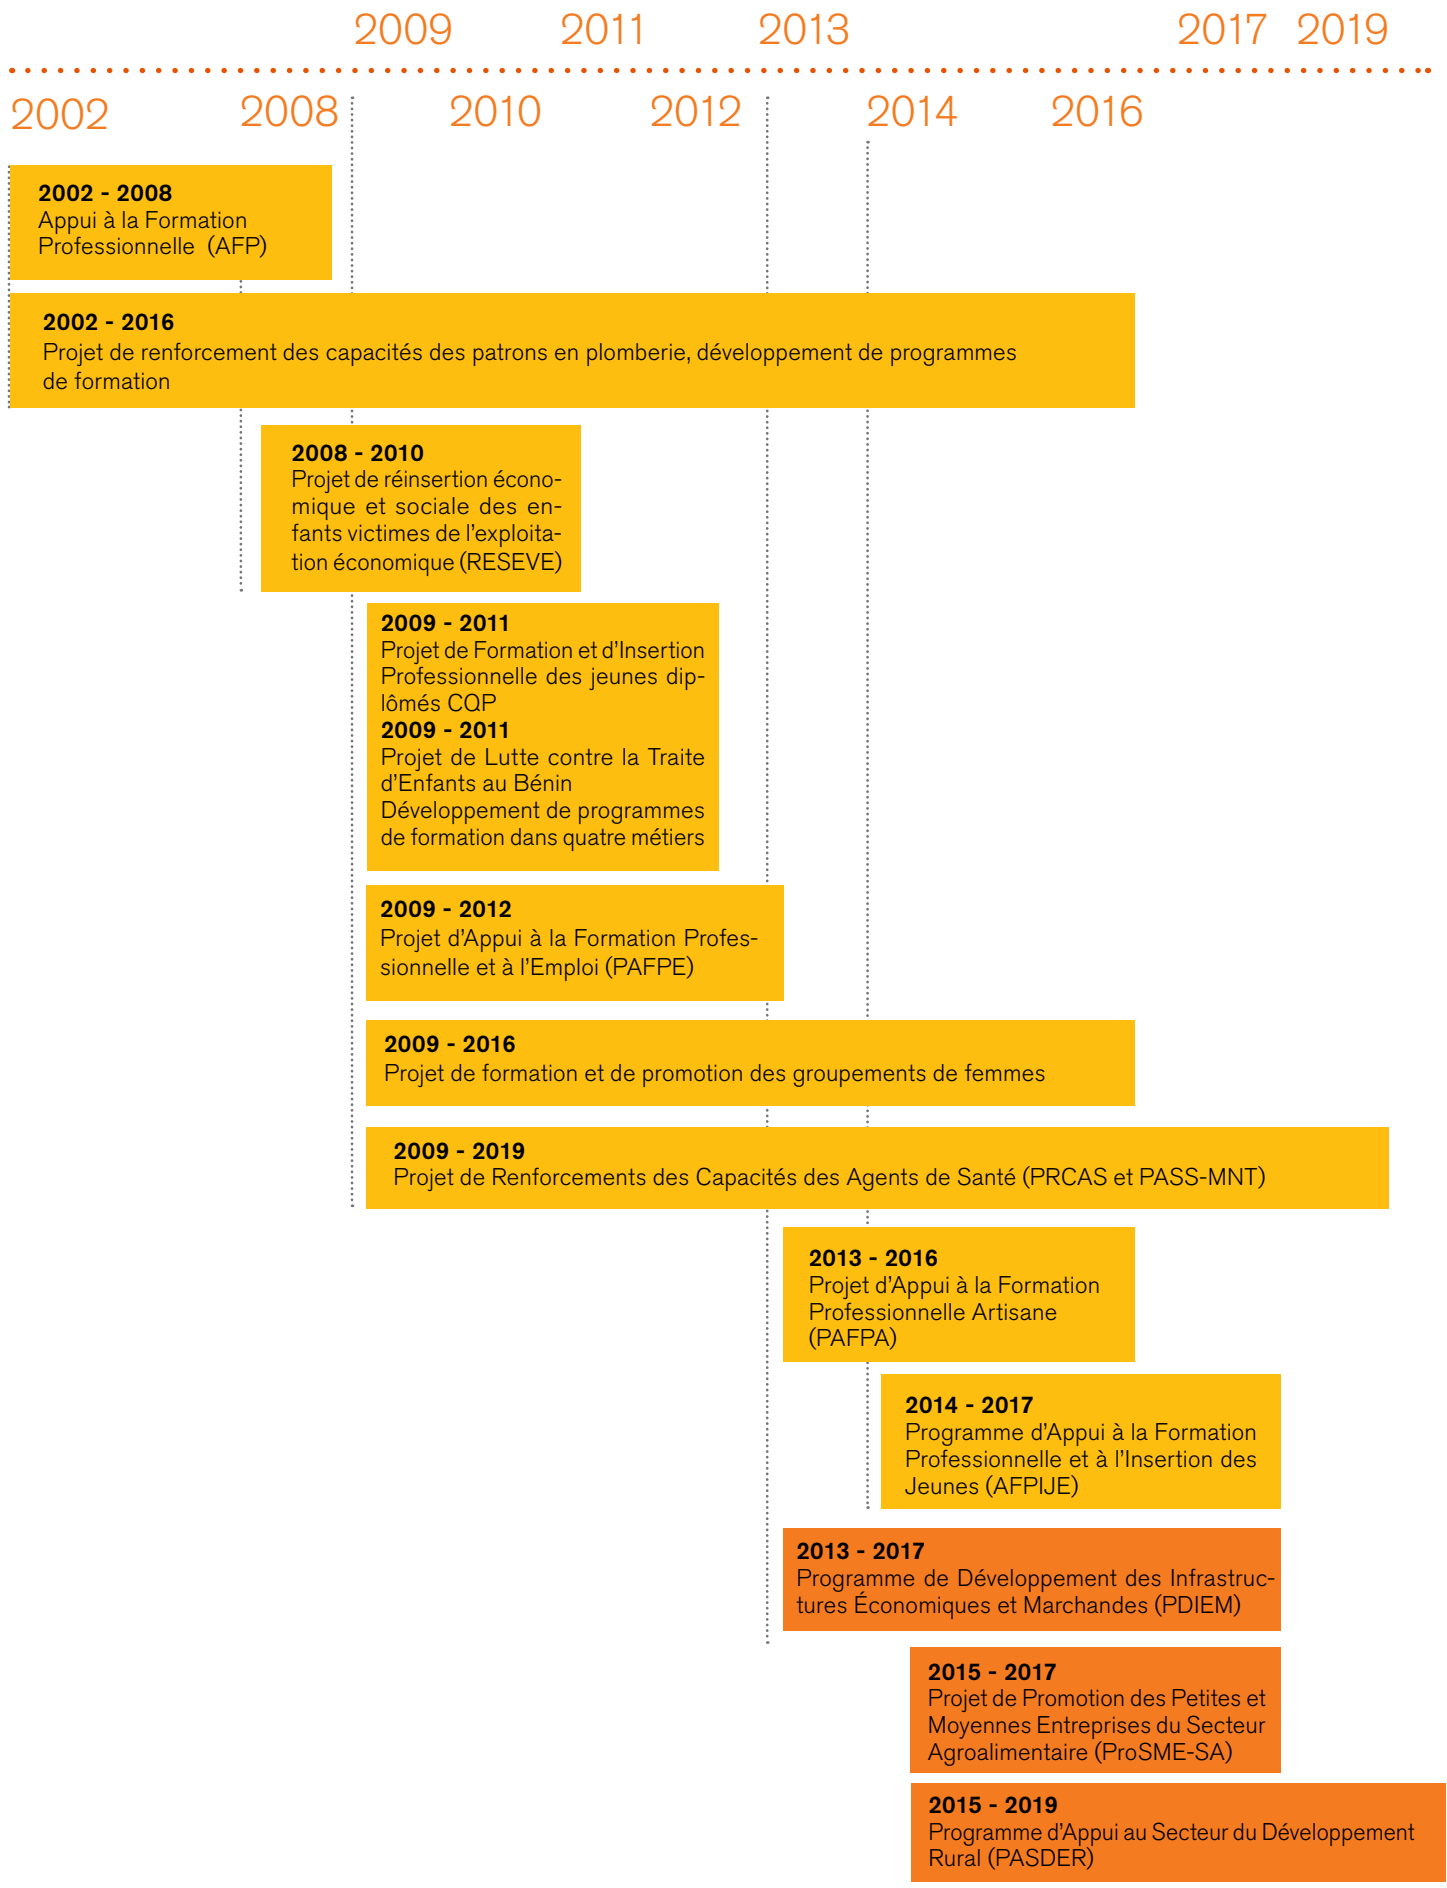 2009 2011 2013 2017 2019
2002 2008 2010 2012 2014 2016
2002 - 2008
Appui à la Formation
Professionnelle (AFP)
2002 - 2016
Projet de renforcement des capacités des patrons en plomberie, développement de programmes
de formation
2008 - 2010
Projet de réinsertion écono-
mique et sociale des en-
fants victimes de l'exploita-
tion économique (RESEVE)
2009 - 2011
Projet de Formation et d'Insertion
Professionnelle des jeunes dip-
lômés CQP
2009 - 2011
Projet de Lutte contre la Traite
d'Enfants au Bénin
Développement de programmes
de formation dans quatre métiers
2009 - 2012
Projet d'Appui à la Formation Profes-
sionnelle et à l'Emploi (PAFPE)
2009 - 2016
Projet de formation et de promotion des groupements de femmes
2009 - 2019
Projet de Renforcements des Capacités des Agents de Santé (PRCAS et PASS-MNT)
2013 - 2016
Projet d'Appui à la Formation
Professionnelle Artisane
(PAFPA)
2014 - 2017
Programme d'Appui à la Formation
Professionnelle et à l'Insertion des
Jeunes (AFPIJE)
2013 - 2017
Programme de Développement des Infrastruc-
tures Économiques et Marchandes (PDIEM)
2015 - 2017
Projet de Promotion des Petites et
Moyennes Entreprises du Secteur
Agroalimentaire (ProSME-SA)
2015 - 2019
Programme d'Appui au Secteur du Développement
Rural (PASDER)